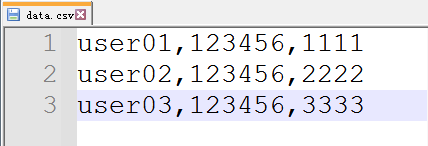 data.csv
1 user01,123456,1111
2 user02,123456,2222
3 user03,123456,3333